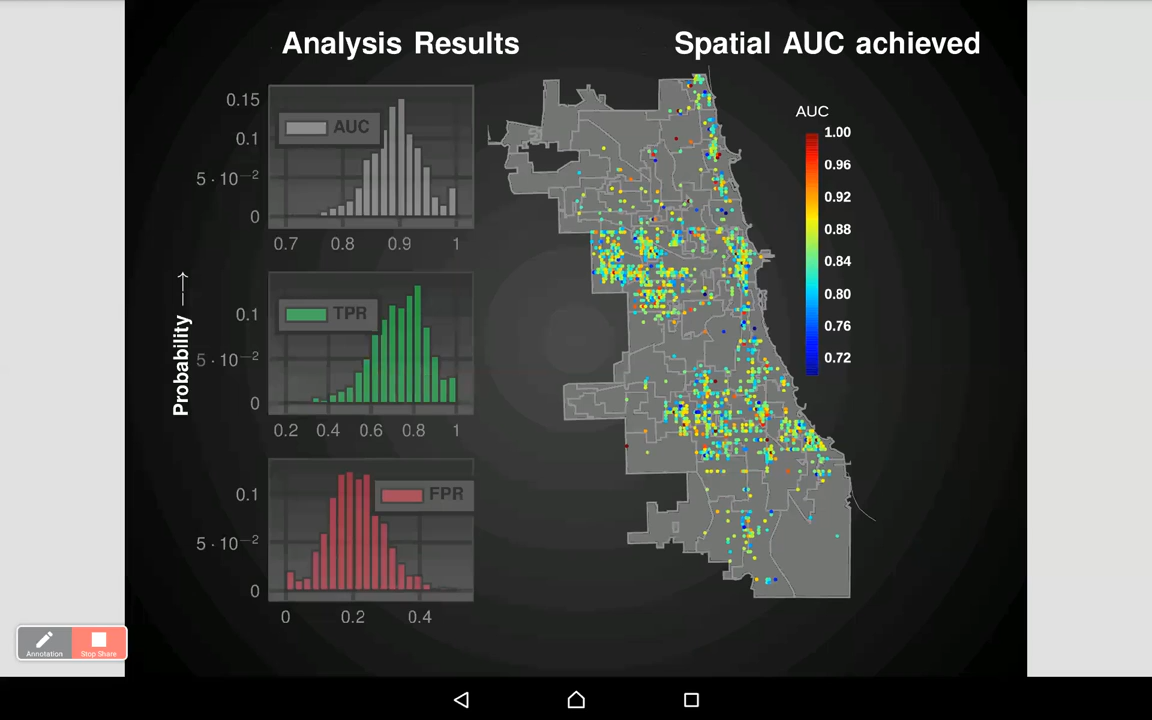 Analysis Results
Spatial AUC achieved
Probability ⟶
0.15
0.1
5 · 10⁻²
0
AUC
0.7 0.8 0.9 1
0.1
5 · 10⁻²
0
TPR
0.2 0.4 0.6 0.8 1
0.1
5 · 10⁻²
0
FPR
0 0.2 0.4
AUC
1.00
0.96
0.92
0.88
0.84
0.80
0.76
0.72
Annotation
Stop Share